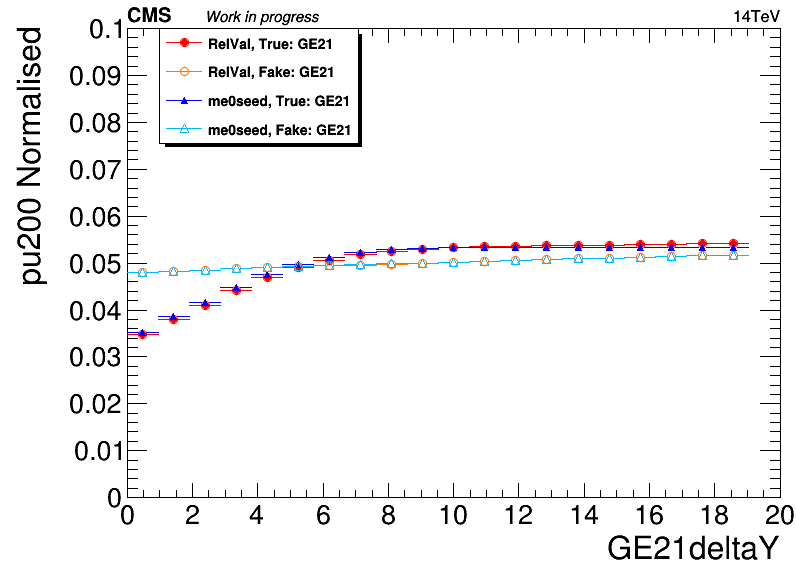 CMS Work in progress 14TeV
pu200 Normalised
0.1
0.09
0.08
0.07
0.06
0.05
0.04
0.03
0.02
0.01
0
RelVal, True: GE21
RelVal, Fake: GE21
me0seed, True: GE21
me0seed, Fake: GE21
0 2 4 6 8 10 12 14 16 18 20
GE21deltaY